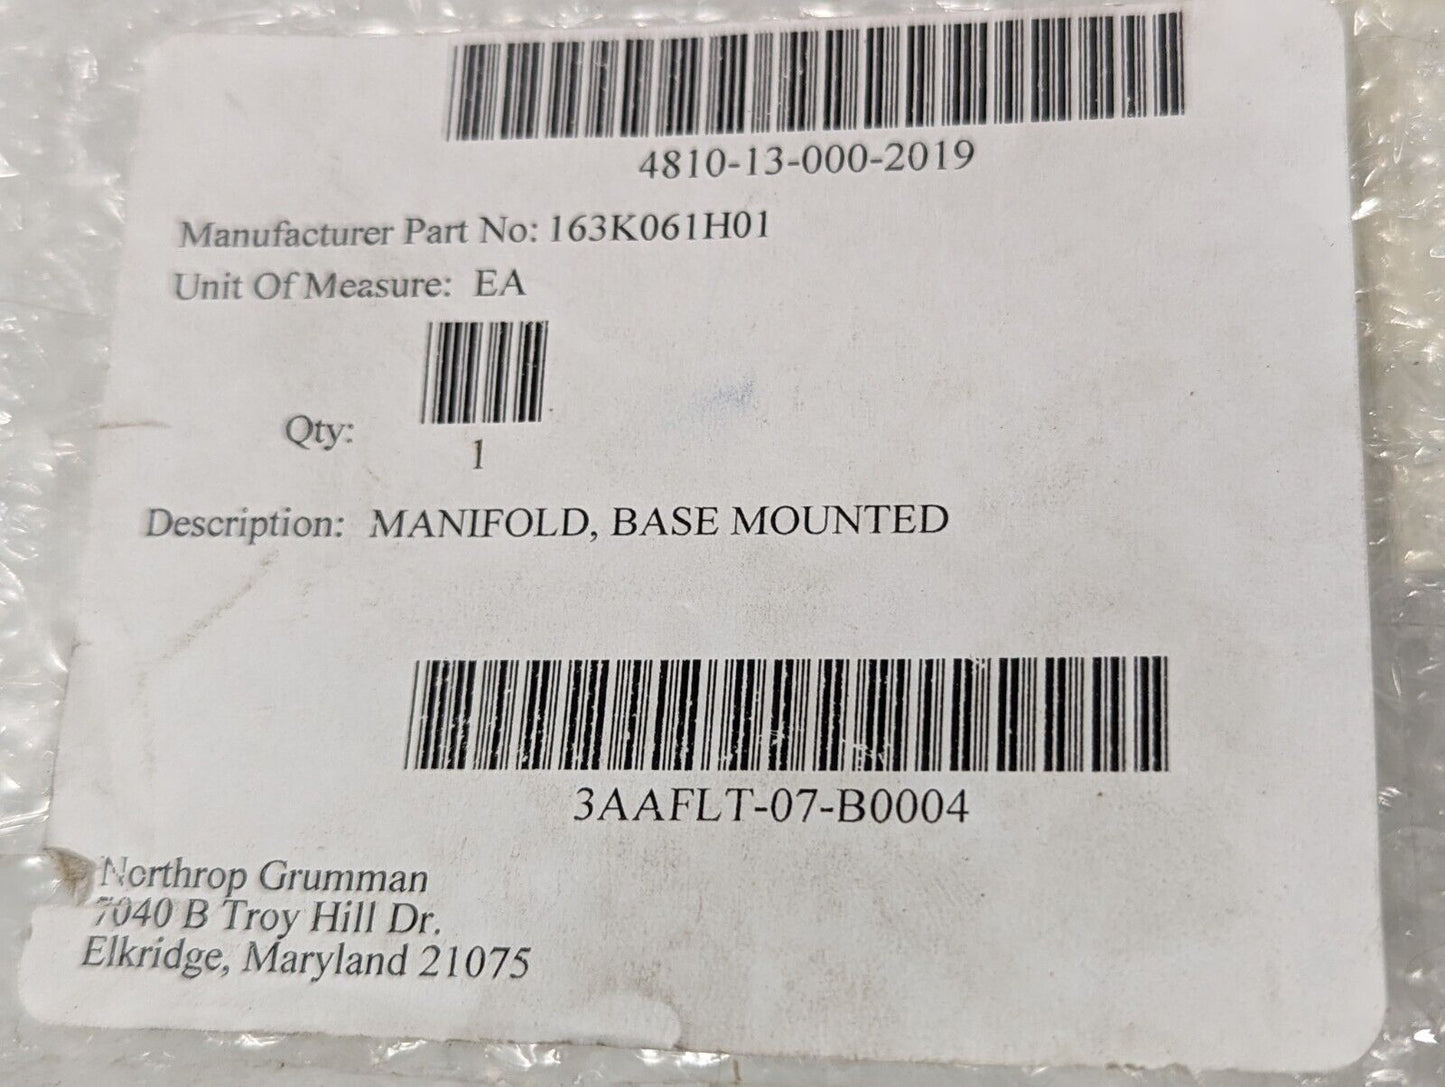 4810-13-000-2019
Manufacturer Part No: 163K061H01
Unit Of Measure: EA
Qty:
1
Description: MANIFOLD, BASE MOUNTED
3AAFLT-07-B0004
Northrop Grumman
7040 B Troy Hill Dr.
Elkridge, Maryland 21075